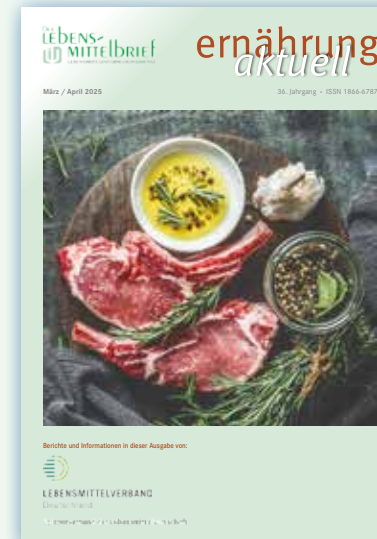 Der
LEBENS-
MITTELbrief
ernährung
aktuell
März / April 2025
36. Jahrgang • ISSN 1866-6787
Berichte und Informationen in dieser Ausgabe von:
LEBENSMITTELVERBAND
Deutschland